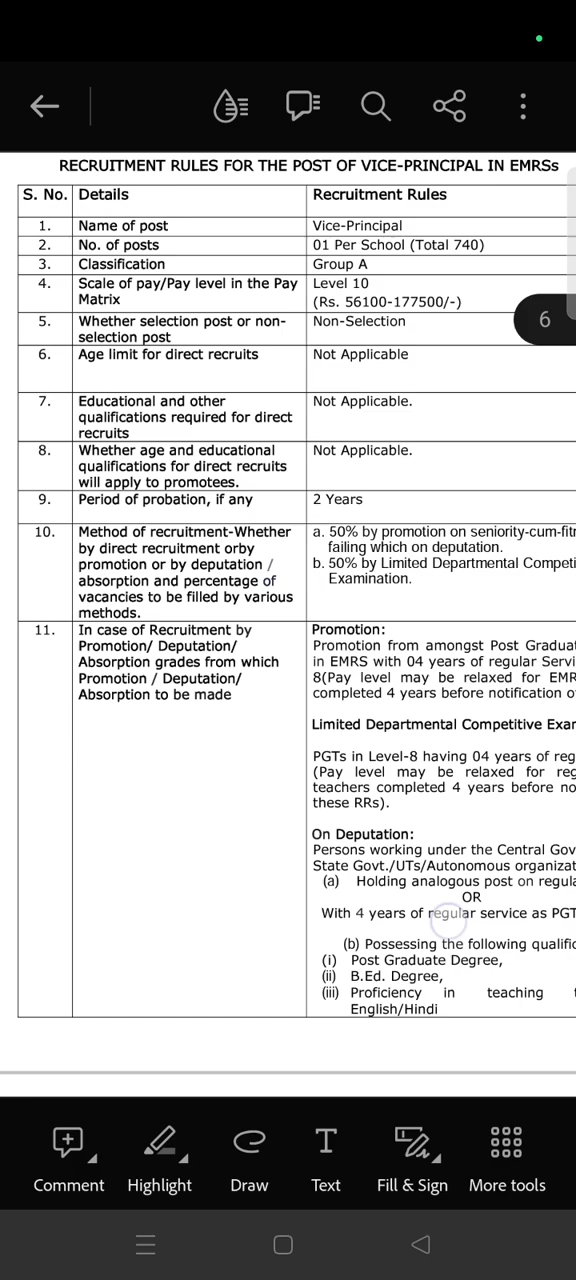 RECRUITMENT RULES FOR THE POST OF VICE-PRINCIPAL IN EMRSs
S. No. Details Recruitment Rules
1. Name of post Vice-Principal
2. No. of posts 01 Per School (Total 740)
3. Classification Group A
4. Scale of pay/Pay level in the Pay Level 10
Matrix (Rs. 56100-177500/-)
6
5. Whether selection post or non- Non-Selection
selection post
6. Age limit for direct recruits Not Applicable
7. Educational and other Not Applicable.
qualifications required for direct
recruits
8. Whether age and educational Not Applicable.
qualifications for direct recruits
will apply to promotees.
9. Period of probation, if any 2 Years
10. Method of recruitment-Whether
by direct recruitment orby
promotion or by deputation /
absorption and percentage of
vacancies to be filled by various
methods.
a. 50% by promotion on seniority-cum-fit
failing which on deputation.
b. 50% by Limited Departmental Competi
Examination.
11. In case of Recruitment by
Promotion/ Deputation/
Absorption grades from which
Promotion / Deputation/
Absorption to be made
Promotion:
Promotion from amongst Post Graduat
in EMRS with 04 years of regular Servi
8(Pay level may be relaxed for EMR
completed 4 years before notification o
Limited Departmental Competitive Exar
PGTs in Level-8 having 04 years of reg
(Pay level may be relaxed for reg
teachers completed 4 years before no
these RRs).
On Deputation:
Persons working under the Central Gov
State Govt./UTs/Autonomous organizat
(a) Holding analogous post on regula
OR
With 4 years of regular service as PGT
(b) Possessing the following qualific
(i) Post Graduate Degree,
(ii) B.Ed. Degree,
(iii) Proficiency in teaching
English/Hindi
Comment Highlight Draw Text Fill & Sign More tools